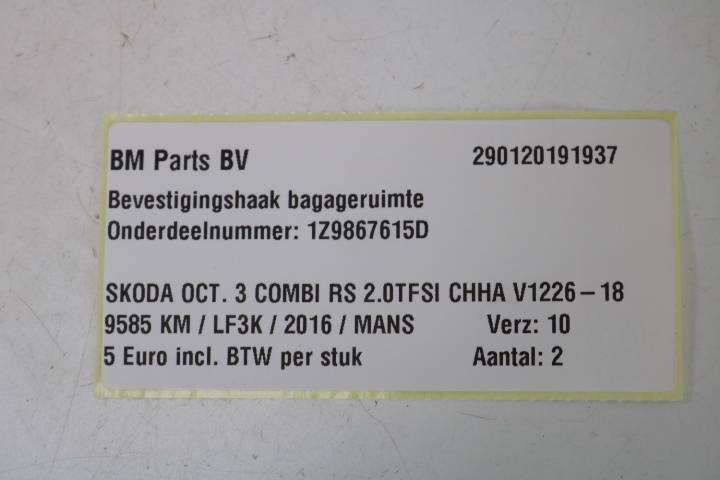 BM Parts BV 290120191937
Bevestigingshaak bagageruimte
Onderdeelnummer: 1Z9867615D
SKODA OCT. 3 COMBI RS 2.0TFSI CHHA V1226-18
9585 KM / LF3K / 2016 / MANS Verz: 10
5 Euro incl. BTW per stuk Aantal: 2